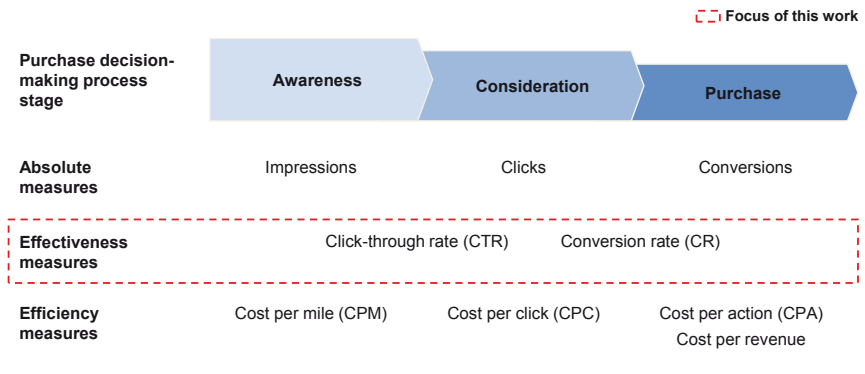 Focus of this work
Purchase decision-
making process
stage
Awareness
Consideration
Purchase
Absolute
measures
Impressions
Clicks
Conversions
Effectiveness
measures
Click-through rate (CTR)
Conversion rate (CR)
Efficiency
measures
Cost per mile (CPM)
Cost per click (CPC)
Cost per action (CPA)
Cost per revenue